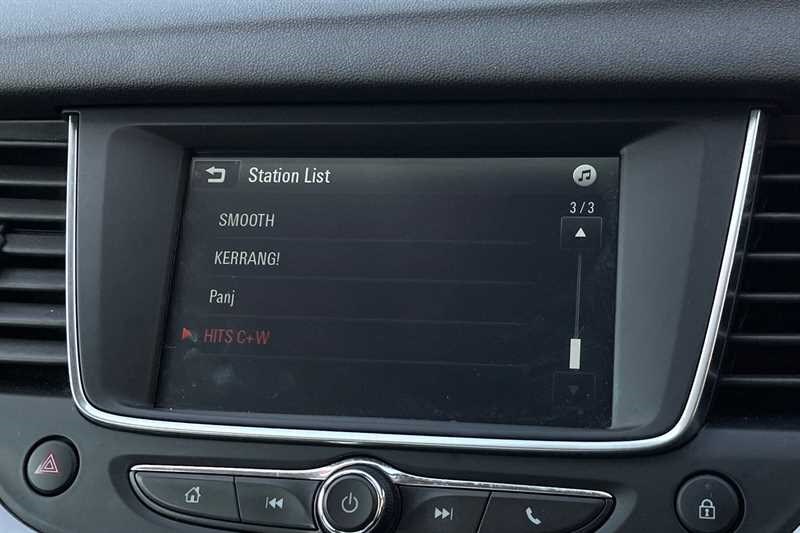 Station List
3/3
SMOOTH
KERRANG!
Panj
HITS C+W